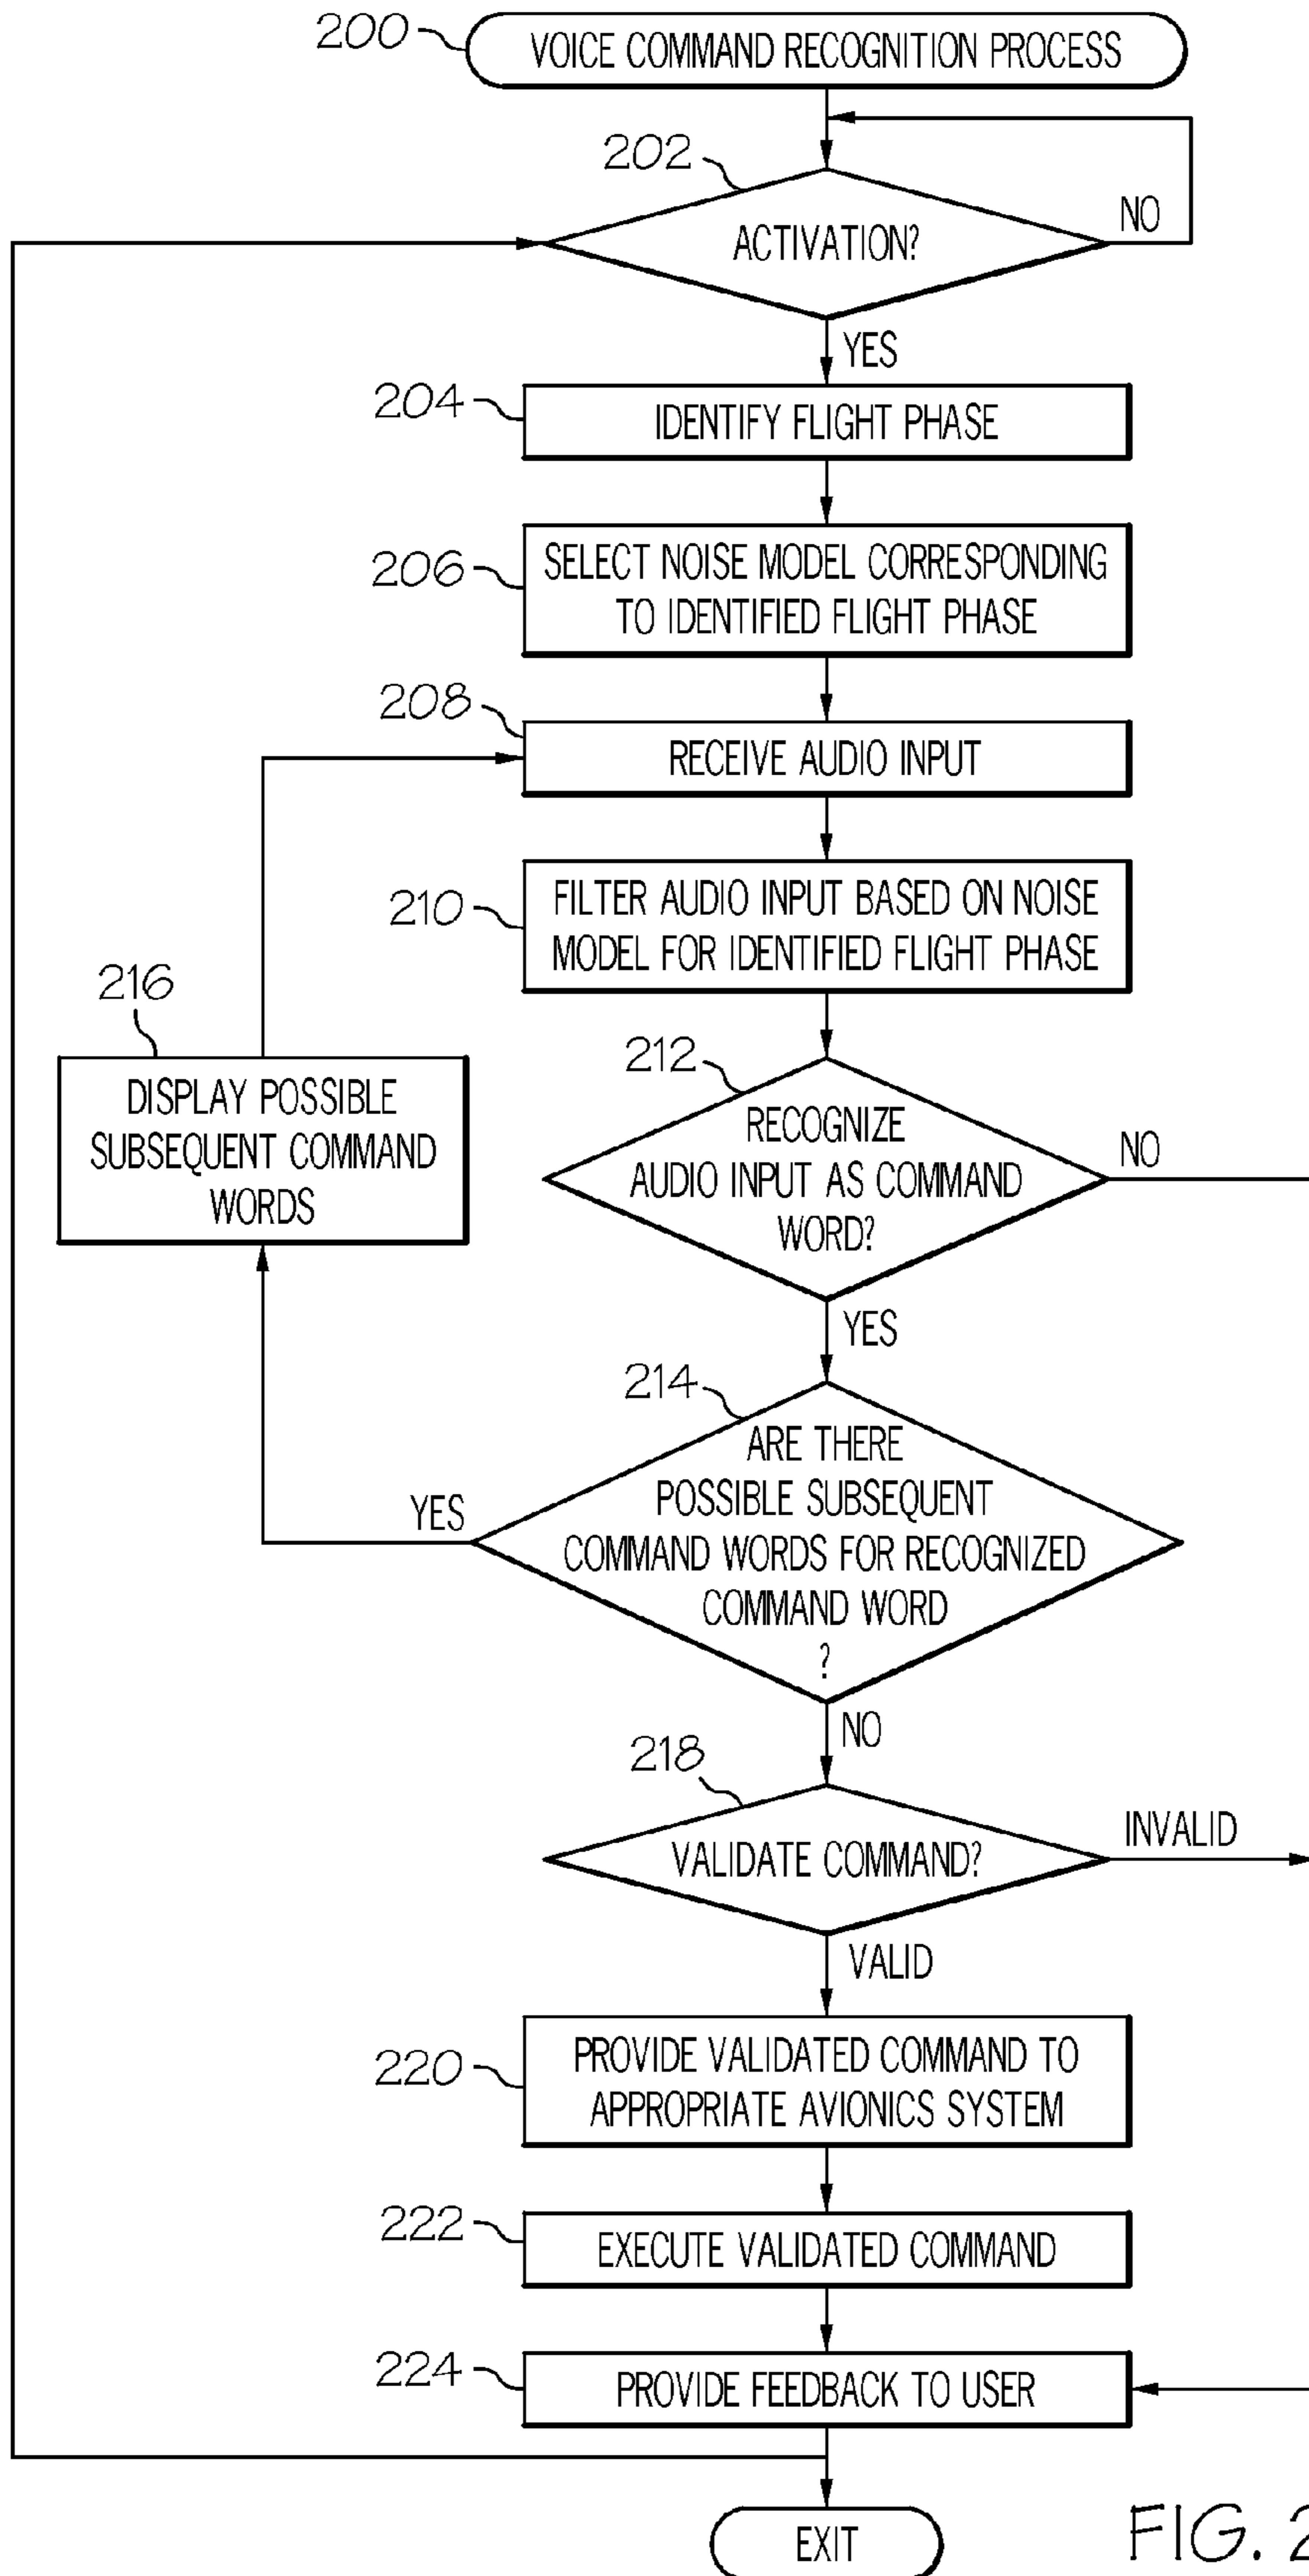 200
VOICE COMMAND RECOGNITION PROCESS
202
ACTIVATION?
NO
YES
204
IDENTIFY FLIGHT PHASE
206
SELECT NOISE MODEL CORRESPONDING
TO IDENTIFIED FLIGHT PHASE
208
RECEIVE AUDIO INPUT
210
FILTER AUDIO INPUT BASED ON NOISE
MODEL FOR IDENTIFIED FLIGHT PHASE
216
DISPLAY POSSIBLE
SUBSEQUENT COMMAND
WORDS
212
RECOGNIZE
AUDIO INPUT AS COMMAND
WORD?
NO
YES
214
ARE THERE
POSSIBLE SUBSEQUENT
COMMAND WORDS FOR RECOGNIZED
COMMAND WORD
?
YES
NO
218
VALIDATE COMMAND?
INVALID
VALID
220
PROVIDE VALIDATED COMMAND TO
APPROPRIATE AVIONICS SYSTEM
222
EXECUTE VALIDATED COMMAND
224
PROVIDE FEEDBACK TO USER
EXIT
FIG. 2